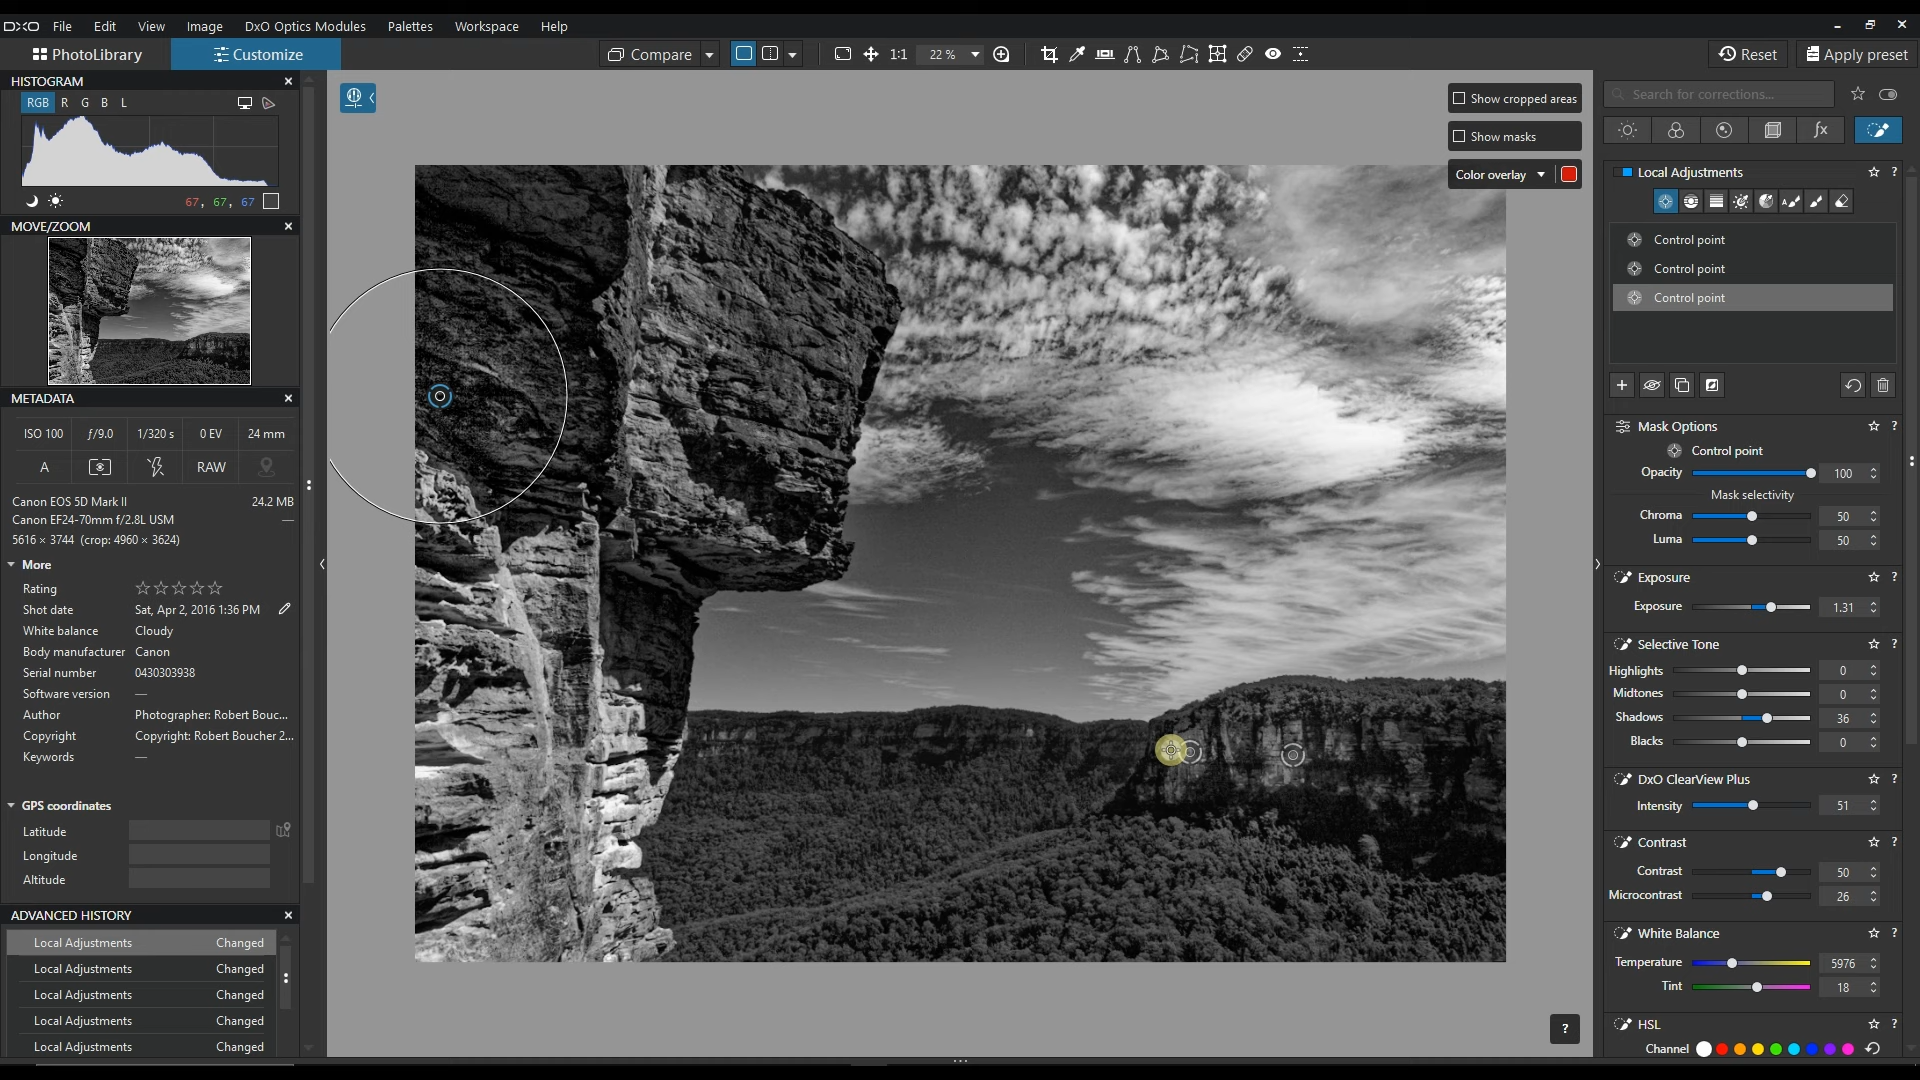 DXO File Edit View Image DxO Optics Modules Palettes Workspace Help
PhotoLibrary Customize Compare 1:1 22 % Reset Apply preset
HISTOGRAM
RGB R G B L
67, 67, 67
MOVE/ZOOM
METADATA
ISO 100 ƒ/9.0 1/320 s 0 EV 24 mm
A RAW
Canon EOS 5D Mark II 24.2 MB
Canon EF24-70mm f/2.8L USM —
5616 × 3744 (crop: 4960 × 3624)
More
Rating
Shot date Sat, Apr 2, 2016 1:36 PM
White balance Cloudy
Body manufacturer Canon
Serial number 0430303938
Software version —
Author Photographer: Robert Bouc...
Copyright Copyright: Robert Boucher 2...
Keywords —
GPS coordinates
Latitude
Longitude
Altitude
ADVANCED HISTORY
Local Adjustments Changed
Local Adjustments Changed
Local Adjustments Changed
Local Adjustments Changed
Local Adjustments Changed
Show cropped areas
Show masks
Color overlay
?
Search for corrections...
fx
Local Adjustments ?
A
Control point
Control point
Control point
Mask Options ?
Control point
Opacity 100
Mask selectivity
Chroma 50
Luma 50
Exposure ?
Exposure 1.31
Selective Tone ?
Highlights 0
Midtones 0
Shadows 36
Blacks 0
DxO ClearView Plus ?
Intensity 51
Contrast ?
Contrast 50
Microcontrast 26
White Balance ?
Temperature 5976
Tint 18
HSL ?
Channel